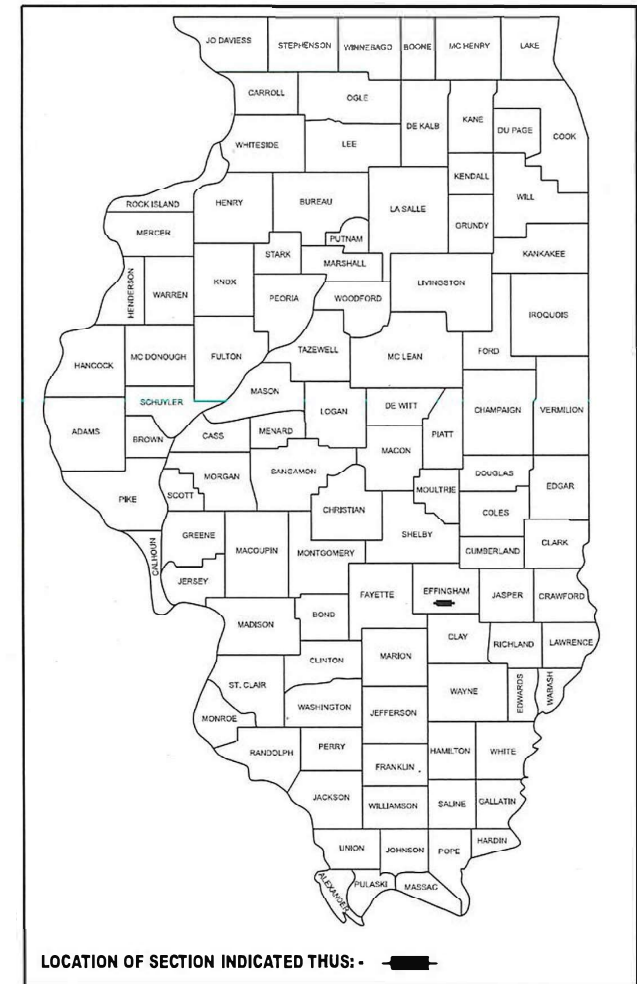 JO DAVIESS
STEPHENSON
WINNEBAGO
BOONE
MC HENRY
LAKE
CARROLL
OGLE
DE KALB
KANE
DU PAGE
COOK
WHITESIDE
LEE
KENDALL
WILL
ROCK ISLAND
HENRY
BUREAU
LA SALLE
GRUNDY
MERCER
PUTNAM
STARK
MARSHALL
KANKAKEE
HENDERSON
WARREN
KNOX
PEORIA
WOODFORD
LIVINGSTON
IROQUOIS
HANCOCK
MC DONOUGH
FULTON
TAZEWELL
MC LEAN
FORD
SCHUYLER
MASON
LOGAN
DE WITT
CHAMPAIGN
VERMILION
ADAMS
BROWN
CASS
MENARD
PIATT
MACON
PIKE
SCOTT
MORGAN
SANGAMON
CHRISTIAN
MOULTRIE
DOUGLAS
EDGAR
COLES
CALHOUN
GREENE
MACOUPIN
MONTGOMERY
SHELBY
CUMBERLAND
CLARK
JERSEY
FAYETTE
EFFINGHAM
JASPER
CRAWFORD
MADISON
BOND
CLAY
RICHLAND
LAWRENCE
CLINTON
MARION
ST. CLAIR
WAYNE
EDWARDS
WABASH
MONROE
WASHINGTON
JEFFERSON
RANDOLPH
PERRY
FRANKLIN
HAMILTON
WHITE
JACKSON
WILLIAMSON
SALINE
GALLATIN
UNION
JOHNSON
POPE
HARDIN
ALEXANDER
PULASKI
MASSAC
LOCATION OF SECTION INDICATED THUS: -